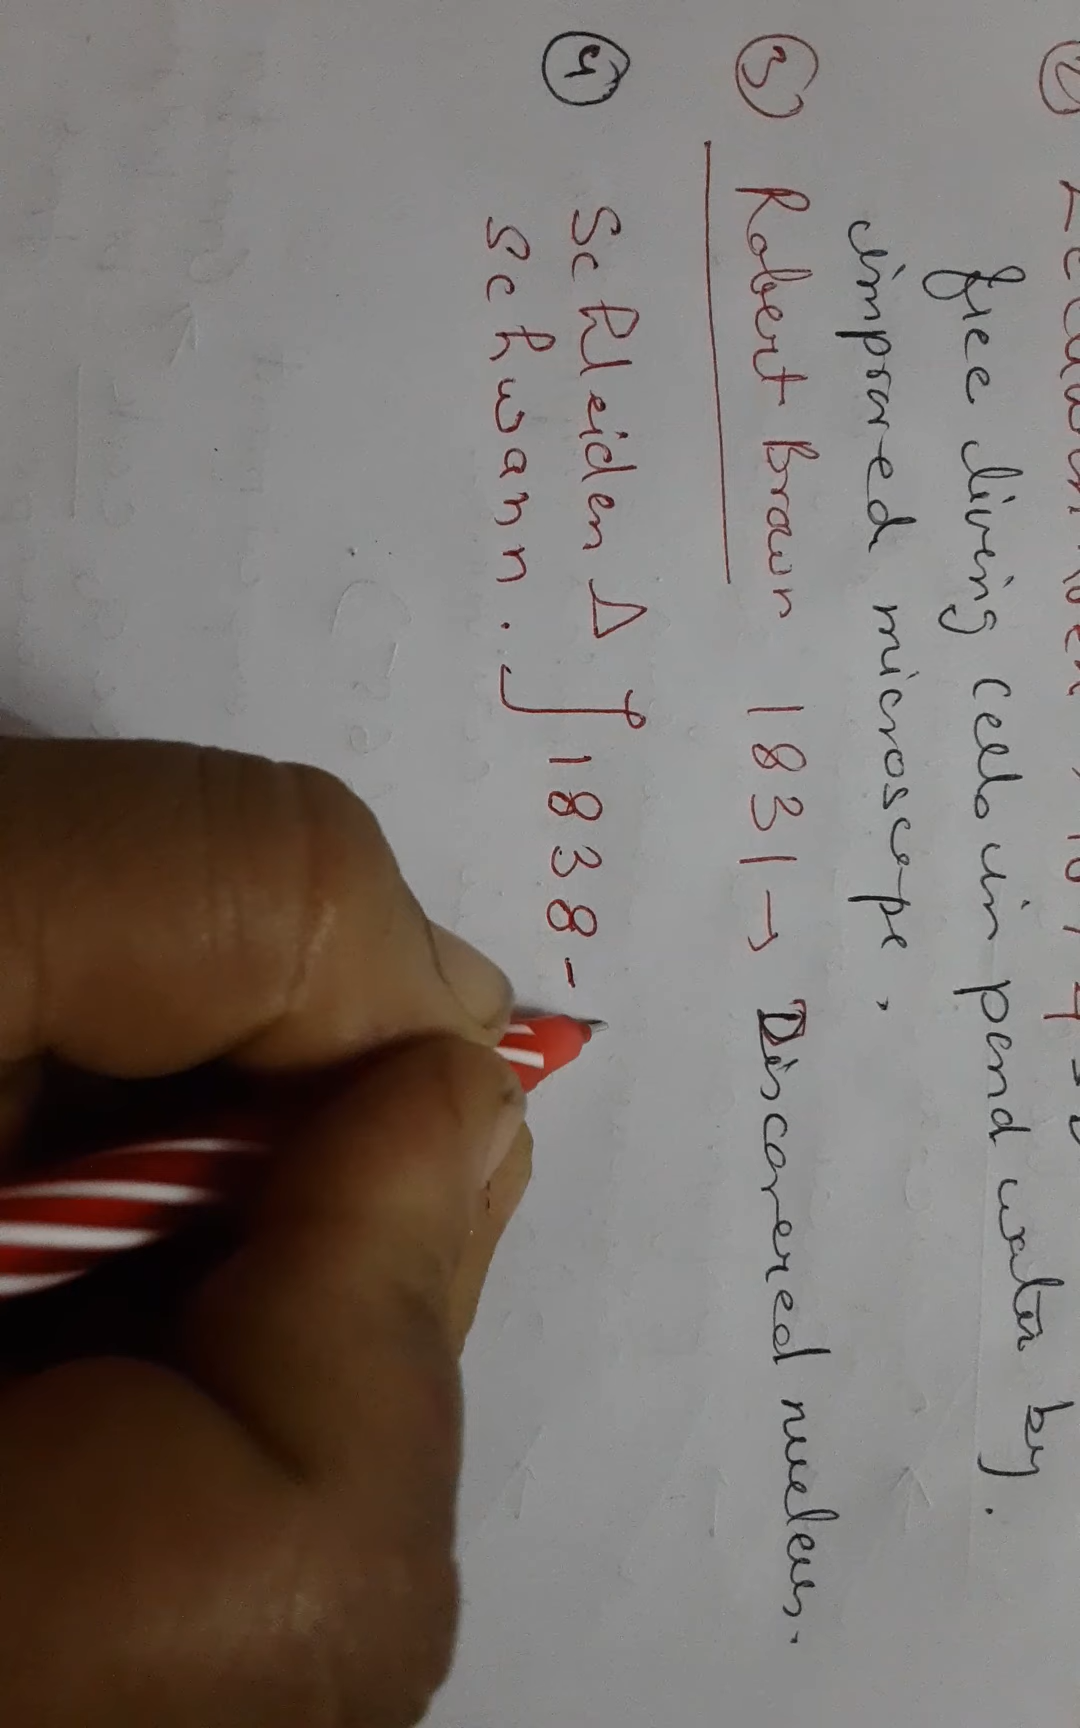 ②
free living cells in pond water by.
improved microscope.
③ Robert Brown 1831 → Discovered nucleus.
④ Schleiden &
Schwann. } 1838-